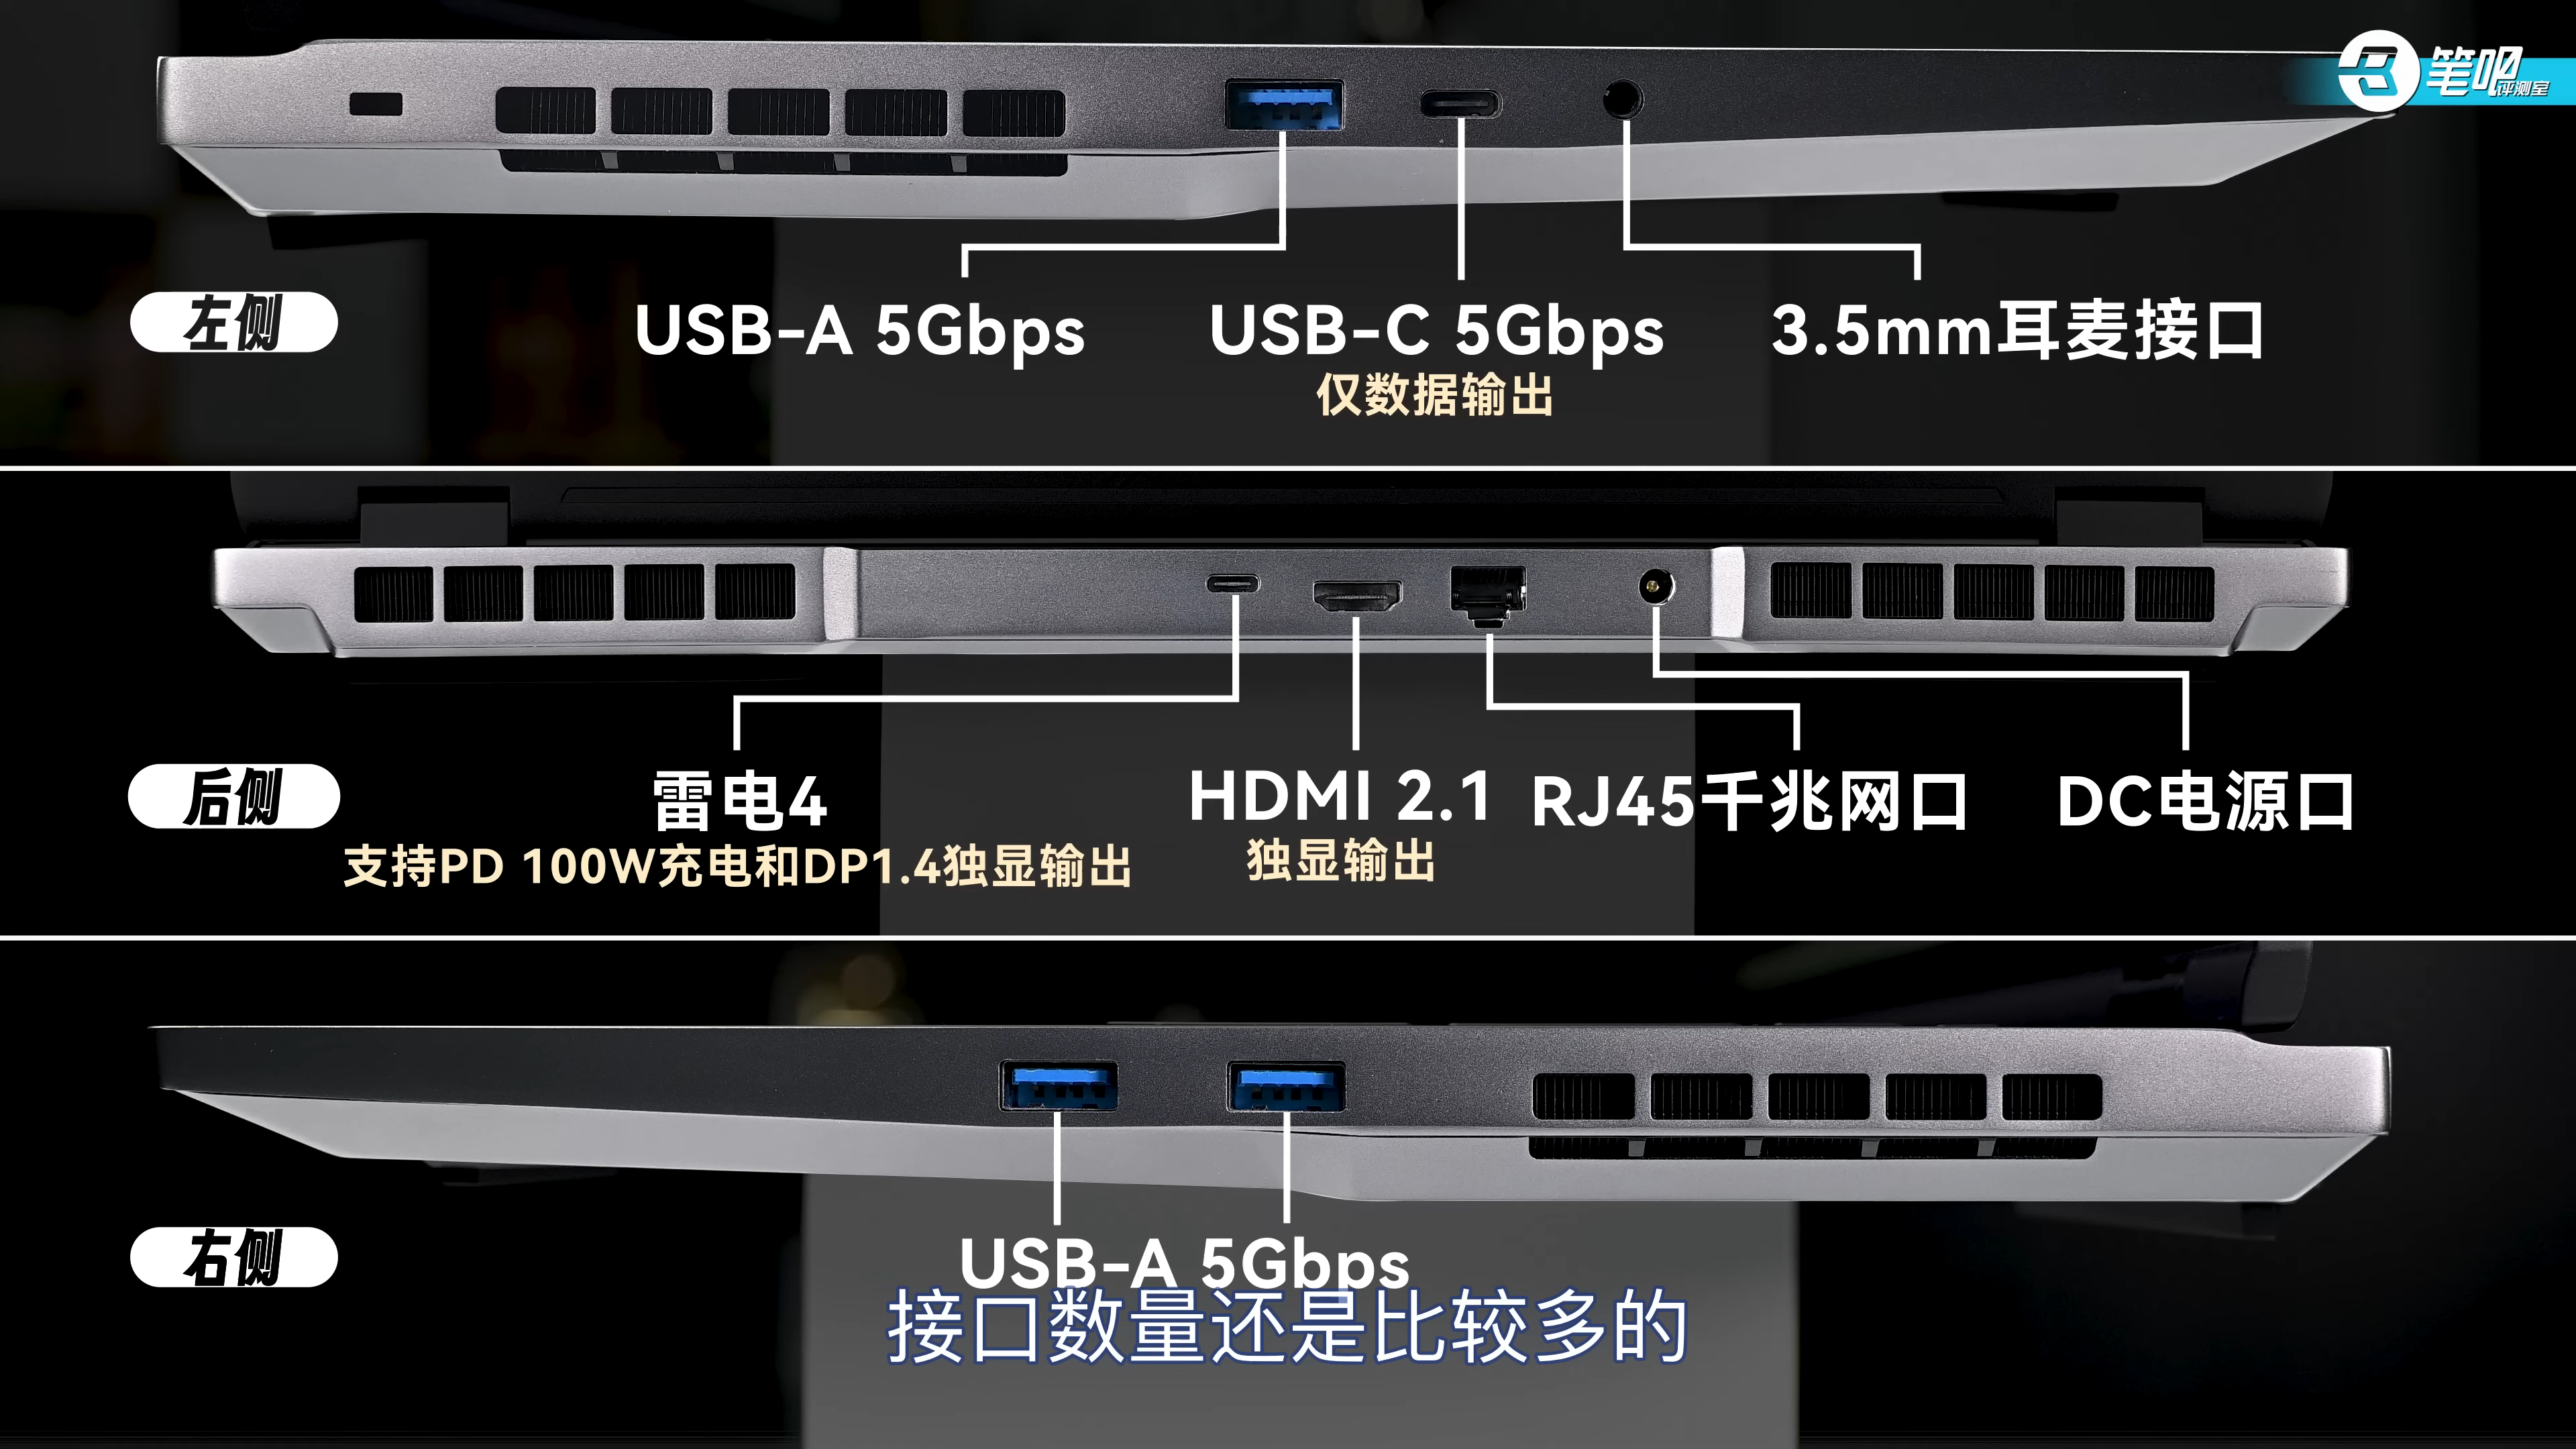 笔吧
评测室
左侧
USB-A 5Gbps
USB-C 5Gbps
仅数据输出
3.5mm耳麦接口
后侧
雷电4
支持PD 100W充电和DP1.4独显输出
HDMI 2.1
独显输出
RJ45千兆网口
DC电源口
右侧
USB-A 5Gbps
接口数量还是比较多的